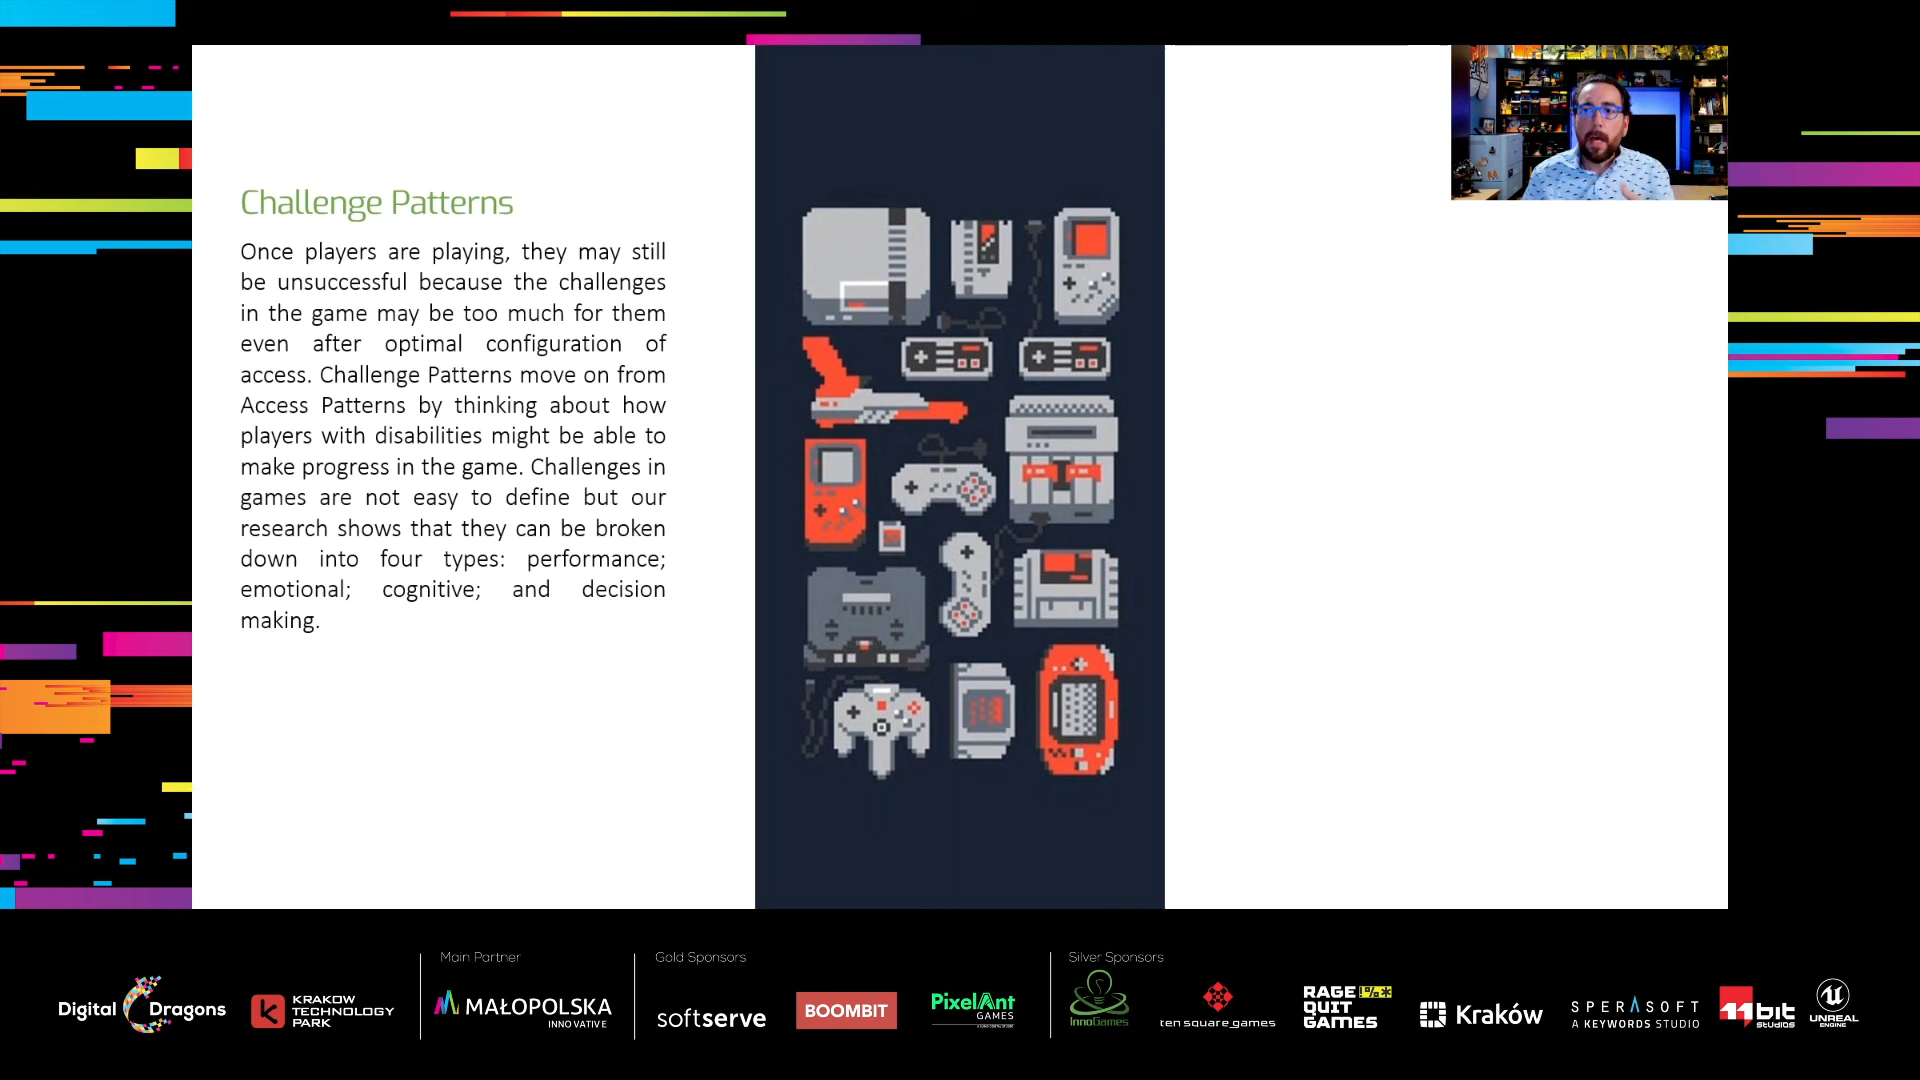 Challenge Patterns
Once players are playing, they may still
be unsuccessful because the challenges
in the game may be too much for them
even after optimal configuration of
access. Challenge Patterns move on from
Access Patterns by thinking about how
players with disabilities might be able to
make progress in the game. Challenges in
games are not easy to define but our
research shows that they can be broken
down into four types: performance;
emotional; cognitive; and decision
making.
Main Partner
Gold Sponsors
Silver Sponsors
Digital Dragons
KRAKOW
TECHNOLOGY
PARK
MAŁOPOLSKA
INNOVATIVE
softserve
BOOMBIT
PixelAnt
GAMES
InnoGames
ten square games
RAGE !%*
QUIT
GAMES
Kraków
SPERASOFT
A KEYWORDS STUDIO
11bit
studios
UNREAL
ENGINE